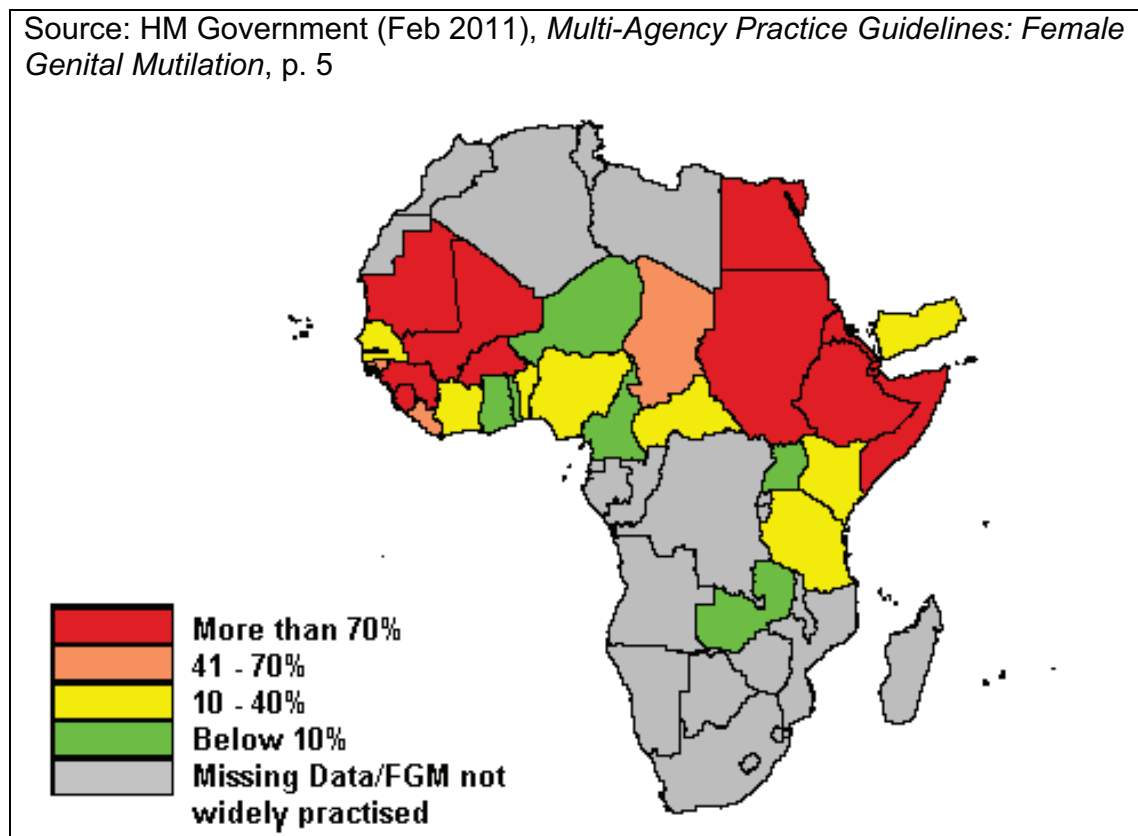 Source: HM Government (Feb 2011), Multi-Agency Practice Guidelines: Female
Genital Mutilation, p. 5
More than 70%
41 - 70%
10 - 40%
Below 10%
Missing Data/FGM not
widely practised